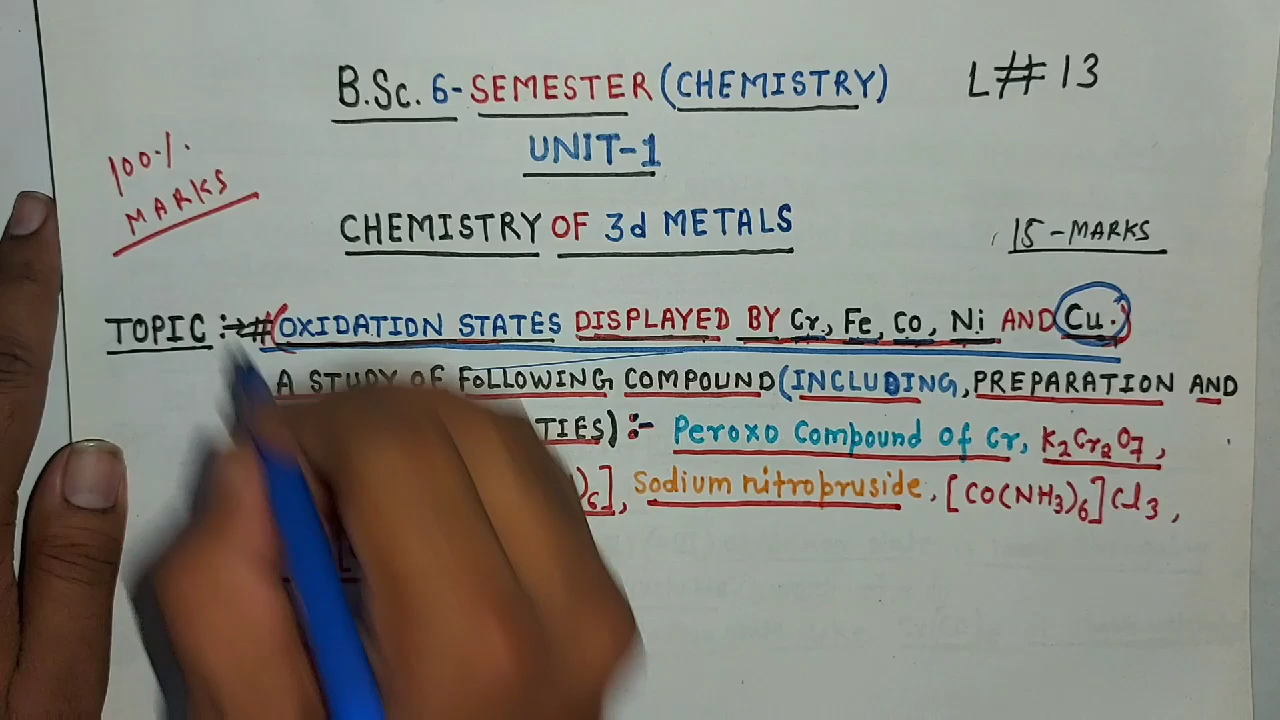 B.Sc. 6-SEMESTER (CHEMISTRY) L#13
UNIT-1
100% MARKS
CHEMISTRY OF 3d METALS
15-MARKS
TOPIC :→ # (OXIDATION STATES DISPLAYED BY Cr, Fe, Co, Ni AND Cu.)
A STUDY OF FOLLOWING COMPOUND (INCLUDING, PREPARATION AND
TIES) :- Peroxo Compound Of Cr, K2Cr2O7,
)6], Sodium nitropruside, [CO(NH3)6]Cl3,